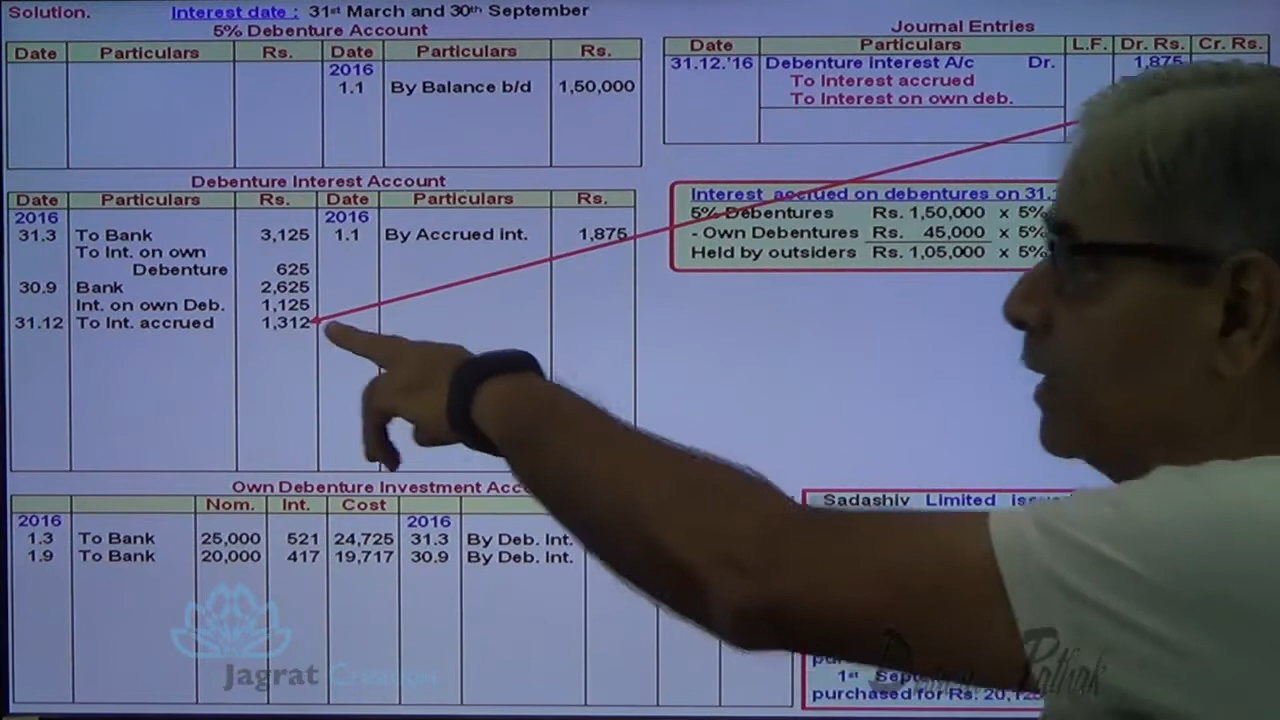 Solution. Interest date : 31st March and 30th September
5% Debenture Account
Date Particulars Rs. Date Particulars Rs.
2016
1.1 By Balance b/d 1,50,000
Journal Entries
Date Particulars L.F. Dr. Rs. Cr. Rs.
31.12.'16 Debenture Interest A/c Dr. 1,875
To Interest accrued
To Interest on own deb.
Debenture Interest Account
Date Particulars Rs. Date Particulars Rs.
2016 2016
31.3 To Bank 3,125 1.1 By Accrued int. 1,875
To Int. on own
Debenture 625
30.9 Bank 2,625
Int. on own Deb. 1,125
31.12 To Int. accrued 1,312
Interest accrued on debentures on 31.
5% Debentures Rs. 1,50,000 x 5%
- Own Debentures Rs. 45,000 x 5%
Held by outsiders Rs. 1,05,000 x 5%
Own Debenture Investment
Nom. Int. Cost
2016 2016
1.3 To Bank 25,000 521 24,725 31.3 By Deb. Int.
1.9 To Bank 20,000 417 19,717 30.9 By Deb. Int.
Sadashiv Limited
1st
purchased for Rs.
Jagrat Creation
Pathak